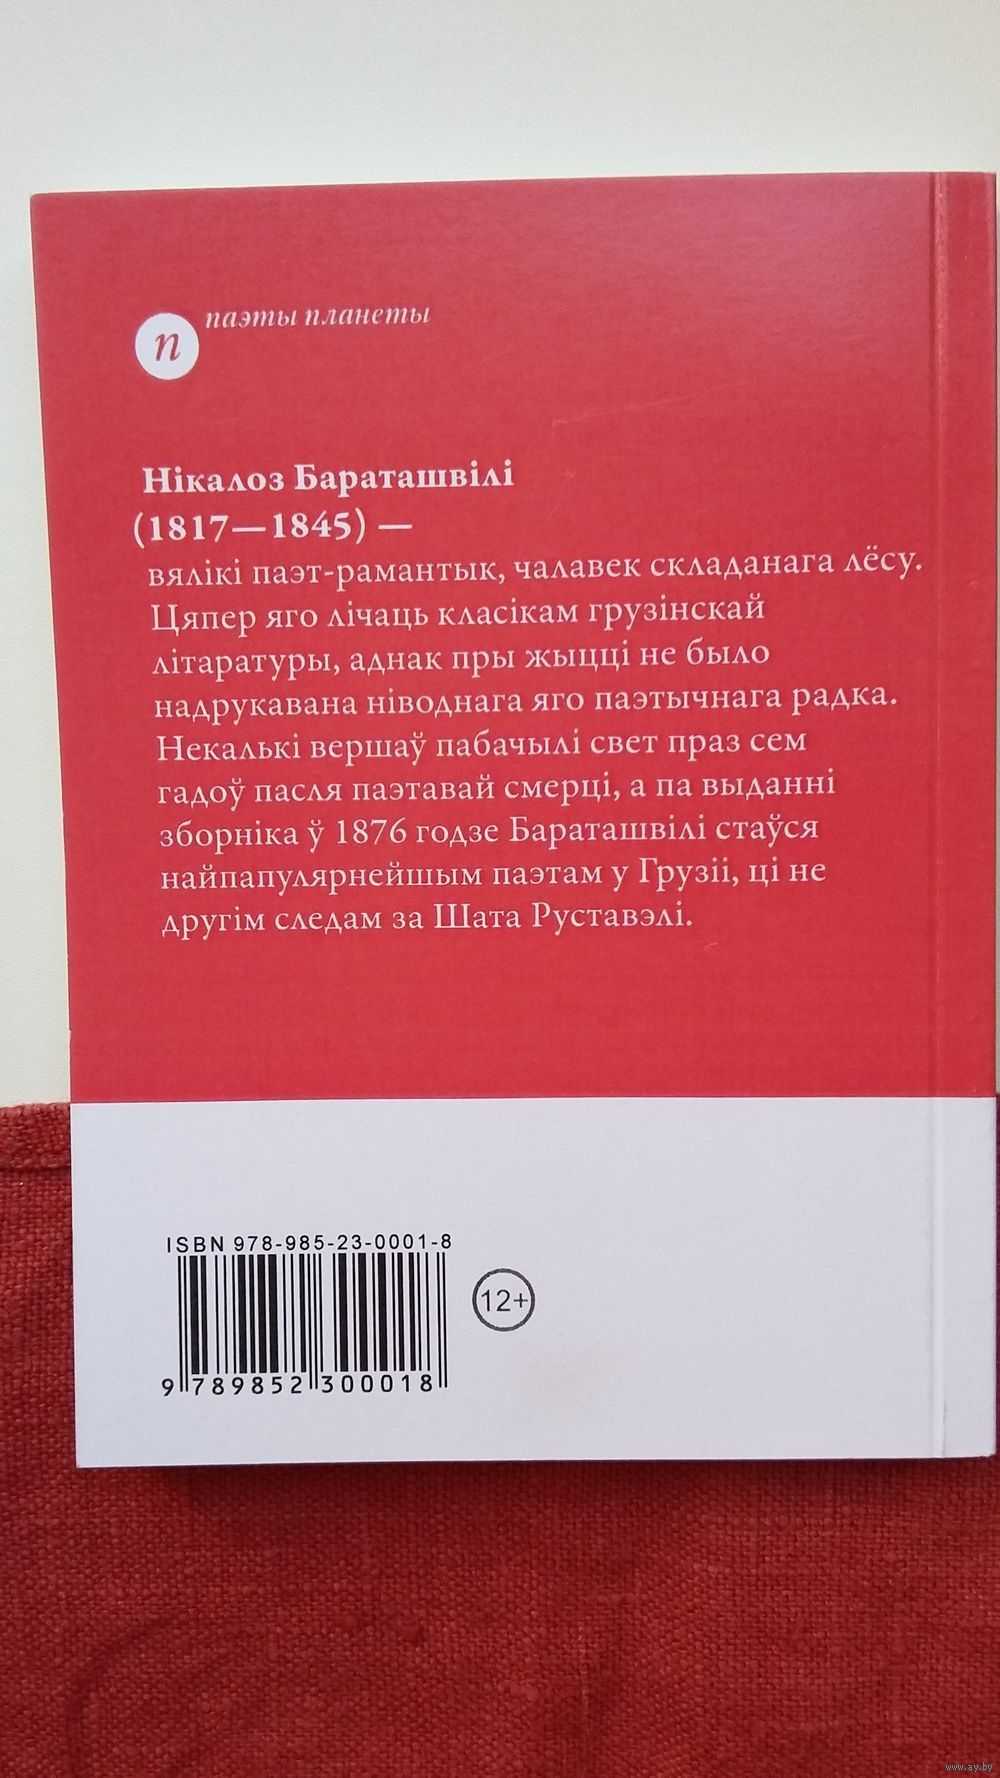 паэты планеты
п
Нікалоз Бараташвілі
(1817—1845) —
вялікі паэт-рамантык, чалавек складанага лёсу.
Цяпер яго лічаць класікам грузінскай
літаратуры, аднак пры жыцці не было
надрукавана ніводнага яго паэтычнага радка.
Некалькі вершаў пабачылі свет праз сем
гадоў пасля паэтавай смерці, а па выданні
зборніка ў 1876 годзе Бараташвілі стаўся
найпапулярнейшым паэтам у Грузіі, ці не
другім следам за Шата Руставэлі.
ISBN 978-985-23-0001-8
12+
9 789852 300018
www.ay.by